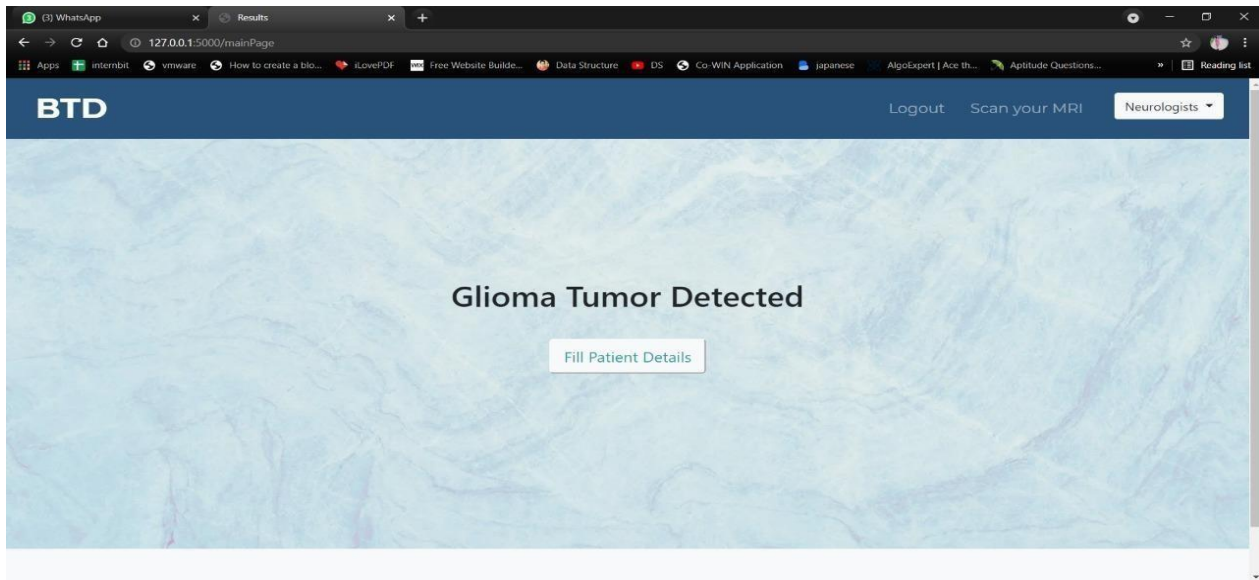 (3) WhatsApp
Results
127.0.0.1:5000/mainPage
Apps internbit vmware How to create a blo... iLovePDF Free Website Builde... Data Structure DS Co-WIN Application japanese AlgoExpert | Ace th... Aptitude Questions... » Reading list
BTD Logout Scan your MRI Neurologists
Glioma Tumor Detected
Fill Patient Details